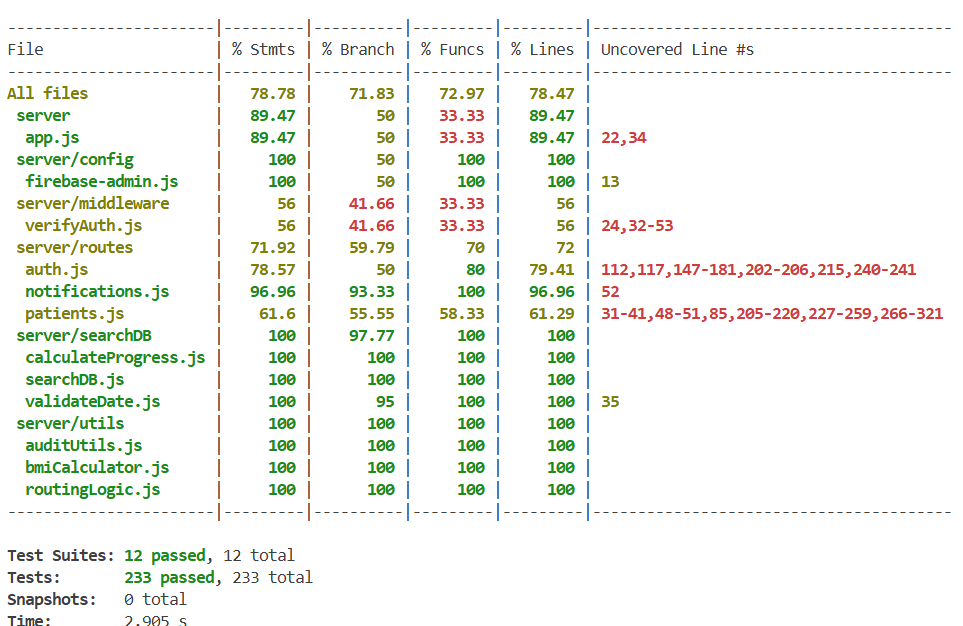 -----------------------|---------|----------|---------|---------|----------------------------------------
File                   | % Stmts | % Branch | % Funcs | % Lines | Uncovered Line #s
-----------------------|---------|----------|---------|---------|----------------------------------------
All files              |   78.78 |    71.83 |   72.97 |   78.47 |
 server                |   89.47 |       50 |   33.33 |   89.47 |
  app.js               |   89.47 |       50 |   33.33 |   89.47 | 22,34
 server/config         |     100 |       50 |     100 |     100 |
  firebase-admin.js    |     100 |       50 |     100 |     100 | 13
 server/middleware     |      56 |    41.66 |   33.33 |      56 |
  verifyAuth.js        |      56 |    41.66 |   33.33 |      56 | 24,32-53
 server/routes         |   71.92 |    59.79 |      70 |      72 |
  auth.js              |   78.57 |       50 |      80 |   79.41 | 112,117,147-181,202-206,215,240-241
  notifications.js     |   96.96 |    93.33 |     100 |   96.96 | 52
  patients.js          |    61.6 |    55.55 |   58.33 |   61.29 | 31-41,48-51,85,205-220,227-259,266-321
 server/searchDB       |     100 |    97.77 |     100 |     100 |
  calculateProgress.js |     100 |      100 |     100 |     100 |
  searchDB.js          |     100 |      100 |     100 |     100 |
  validateDate.js      |     100 |       95 |     100 |     100 | 35
 server/utils          |     100 |      100 |     100 |     100 |
  auditUtils.js        |     100 |      100 |     100 |     100 |
  bmiCalculator.js     |     100 |      100 |     100 |     100 |
  routingLogic.js      |     100 |      100 |     100 |     100 |
-----------------------|---------|----------|---------|---------|----------------------------------------
Test Suites: 12 passed, 12 total
Tests:       233 passed, 233 total
Snapshots:   0 total
Time:        2.905 s